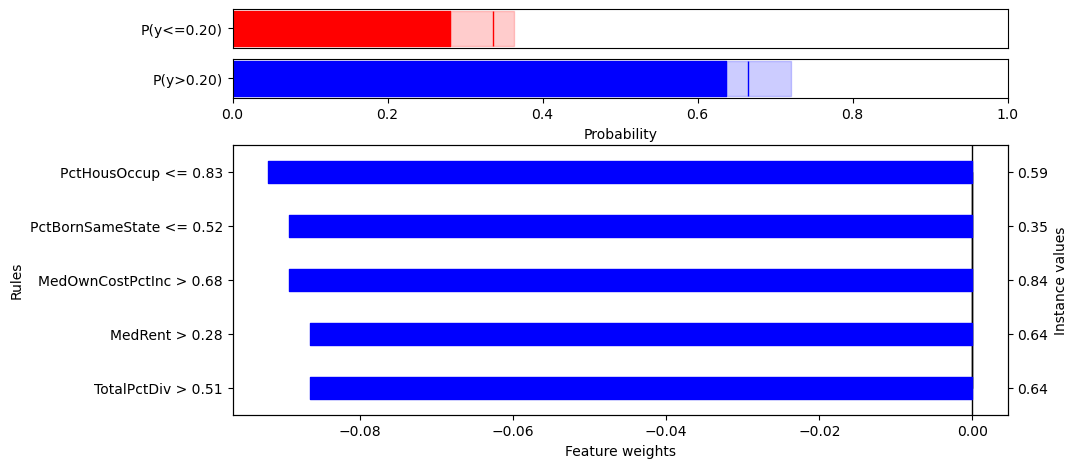 P(y<=0.20)
P(y>0.20)
0.0 0.2 0.4 0.6 0.8 1.0
Probability
PctHousOccup <= 0.83 0.59
PctBornSameState <= 0.52 0.35
MedOwnCostPctInc > 0.68 0.84
MedRent > 0.28 0.64
TotalPctDiv > 0.51 0.64
Rules
Instance values
−0.08 −0.06 −0.04 −0.02 0.00
Feature weights